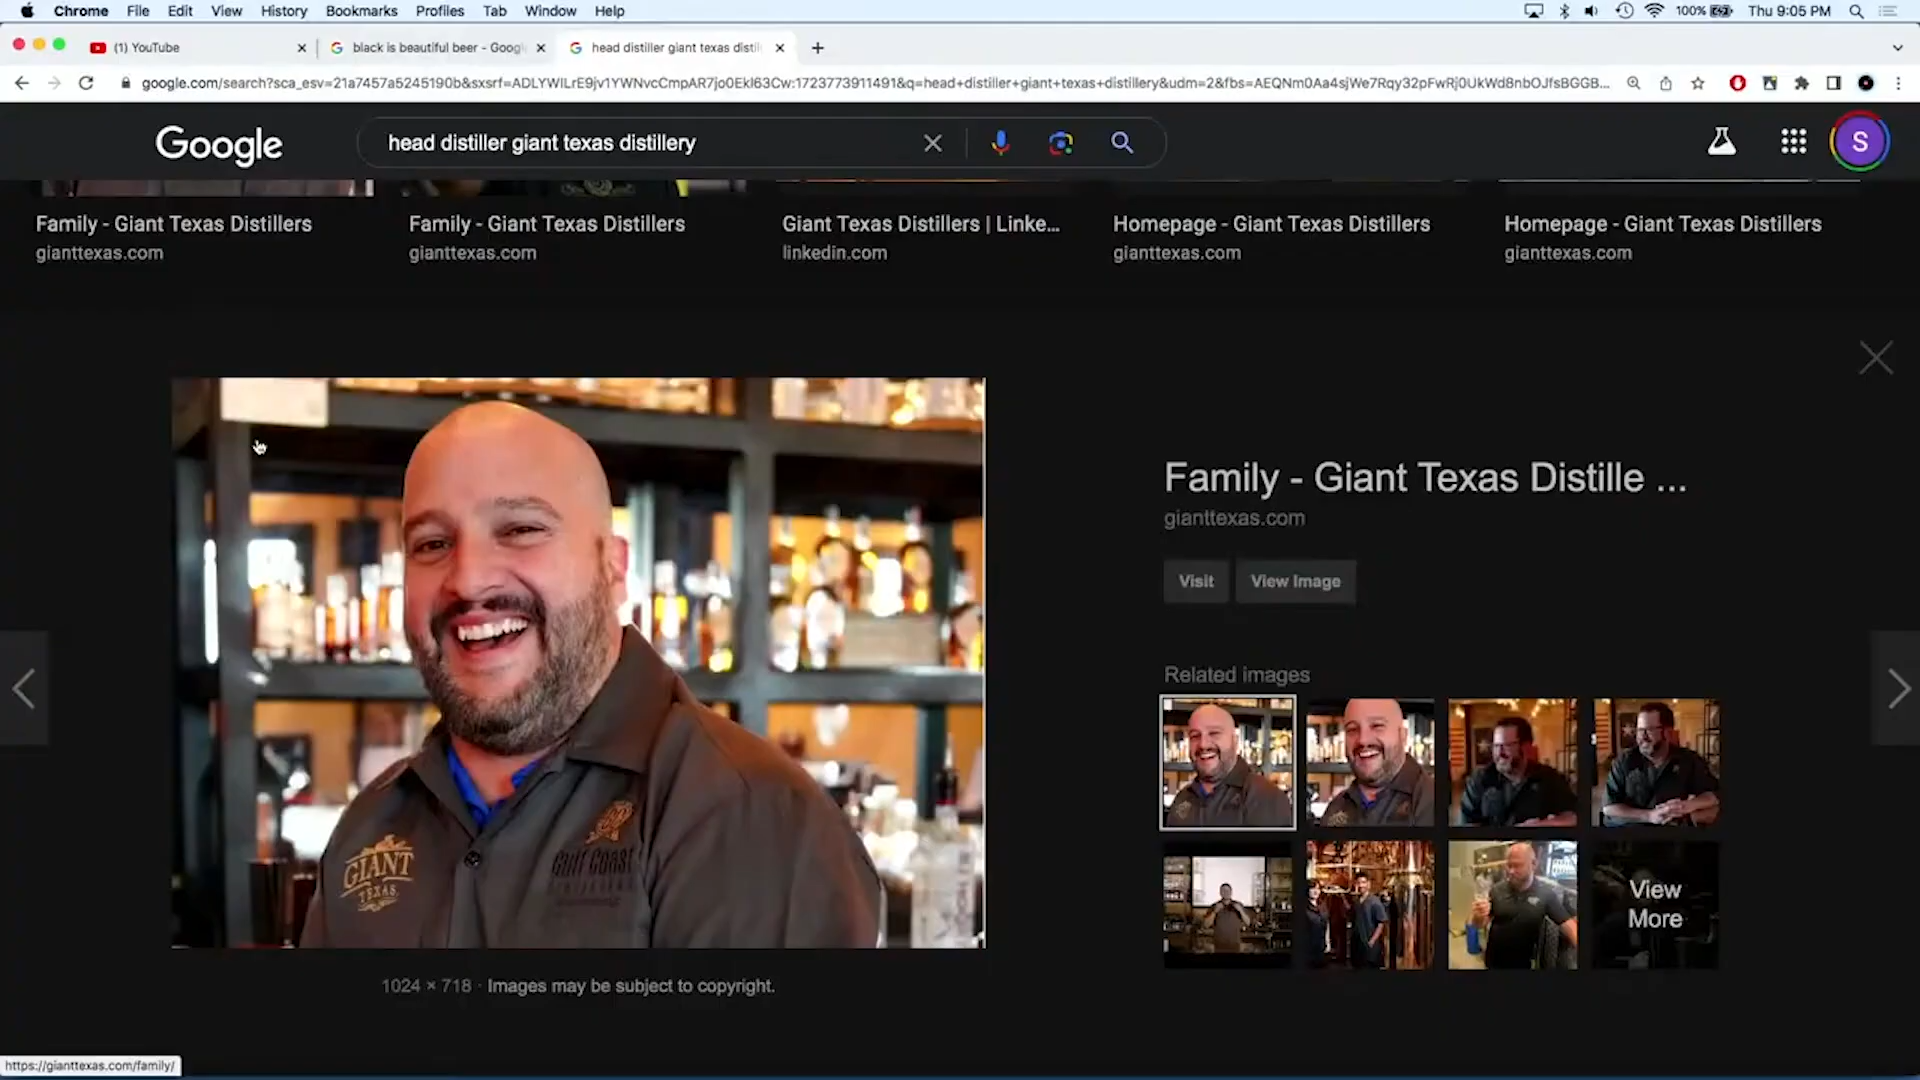 Chrome File Edit View History Bookmarks Profiles Tab Window Help 100% Thu 9:05 PM
(1) YouTube black is beautiful beer - Goog head distiller giant texas distil
google.com/search?sca_esv=21a7457a5245190b&sxsrf=ADLYWILrE9jv1YWNvcCmpAR7jo0Ekl63Cw:1723773911491&q=head+distiller+giant+texas+distillery&udm=2&fbs=AEQNm0Aa4sjWe7Rqy32pFwRj0UkWd8nbOJfsBGGB...
Google head distiller giant texas distillery S
Family - Giant Texas Distillers Family - Giant Texas Distillers Giant Texas Distillers | Linke... Homepage - Giant Texas Distillers Homepage - Giant Texas Distillers
gianttexas.com gianttexas.com linkedin.com gianttexas.com gianttexas.com
Family - Giant Texas Distille ...
gianttexas.com
Visit View Image
Related images
GIANT
TEXAS
GULF COAST
View
More
1024 × 718 · Images may be subject to copyright.
https://gianttexas.com/family/